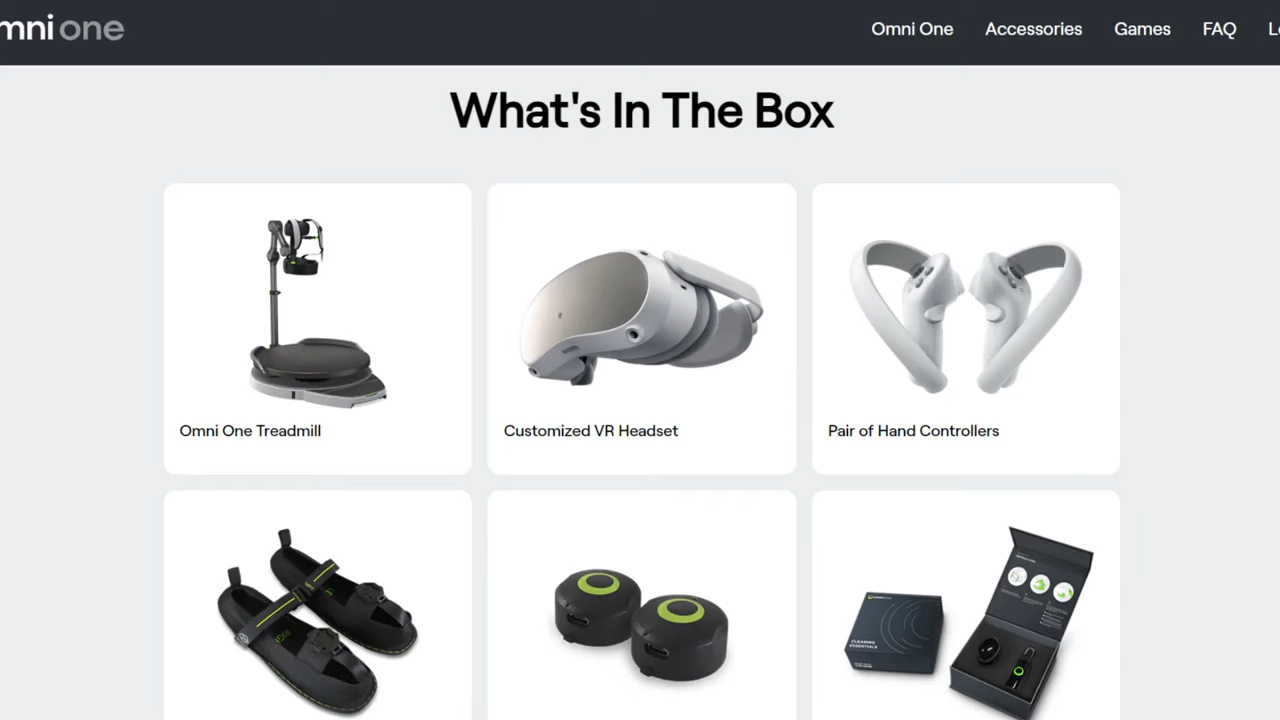 mni one
Omni One Accessories Games FAQ L
What's In The Box
Omni One Treadmill
Customized VR Headset
Pair of Hand Controllers
CLEANING
ESSENTIALS